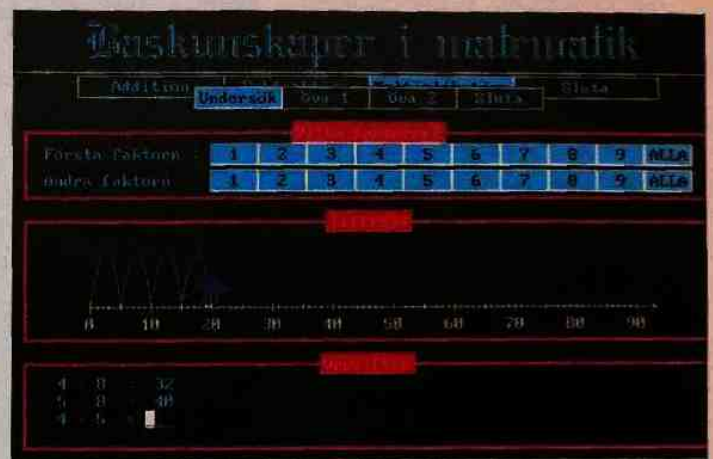 Baskunskaper i matematik
Addition Sluta
Undersök Öva 1 Öva 2 Sluta
Första faktorn : 1 2 3 4 5 6 7 8 9 ALLA
Andra faktorn : 1 2 3 4 5 6 7 8 9 ALLA
0 10 20 30 40 50 60 70 80 90
4 · 8 = 32
5 · 8 = 40
4 · 5 =